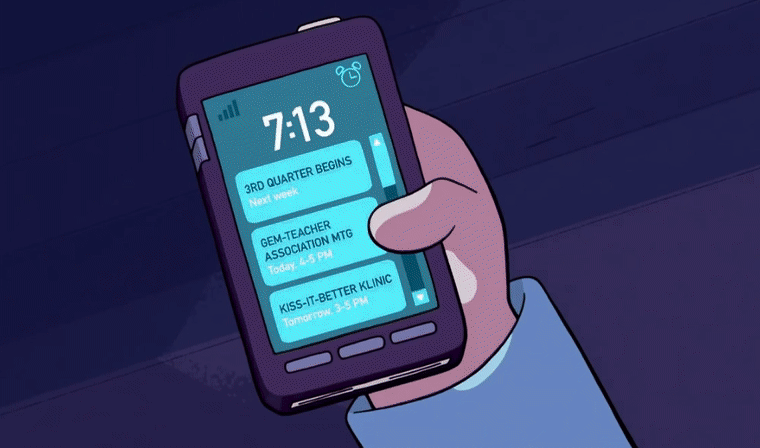 7:13
3RD QUARTER BEGINS
Next week
GEM-TEACHER
ASSOCIATION MTG
Today, 4-5 PM
KISS-IT-BETTER KLINIC
Tomorrow, 3-5 PM